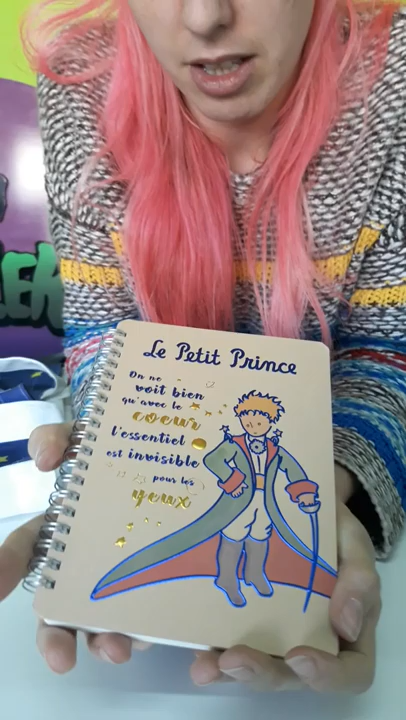 Le Petit Prince
On ne
voit bien
qu'avec le
coeur
l'essentiel
est invisible
pour les
yeux